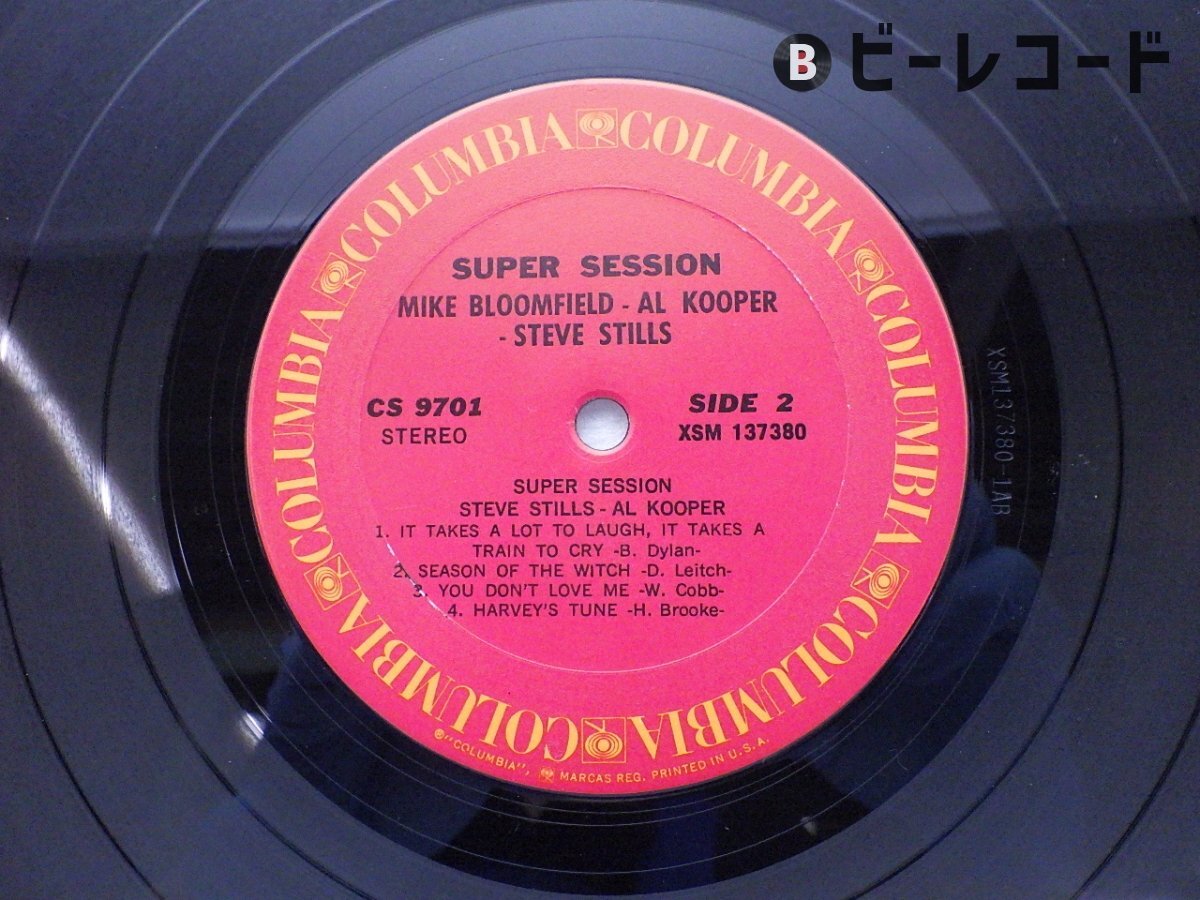 B ビーレコード
COLUMBIA COLUMBIA COLUMBIA COLUMBIA COLUMBIA COLUMBIA COLUMBIA COLUMBIA
SUPER SESSION
MIKE BLOOMFIELD - AL KOOPER
- STEVE STILLS
CS 9701
STEREO
SIDE 2
XSM 137380
SUPER SESSION
STEVE STILLS - AL KOOPER
1. IT TAKES A LOT TO LAUGH, IT TAKES A
TRAIN TO CRY -B. Dylan-
2. SEASON OF THE WITCH -D. Leitch-
3. YOU DON'T LOVE ME -W. Cobb-
4. HARVEY'S TUNE -H. Brooke-
® "COLUMBIA", MARCAS REG. PRINTED IN U.S.A.
XSM137380-1AB